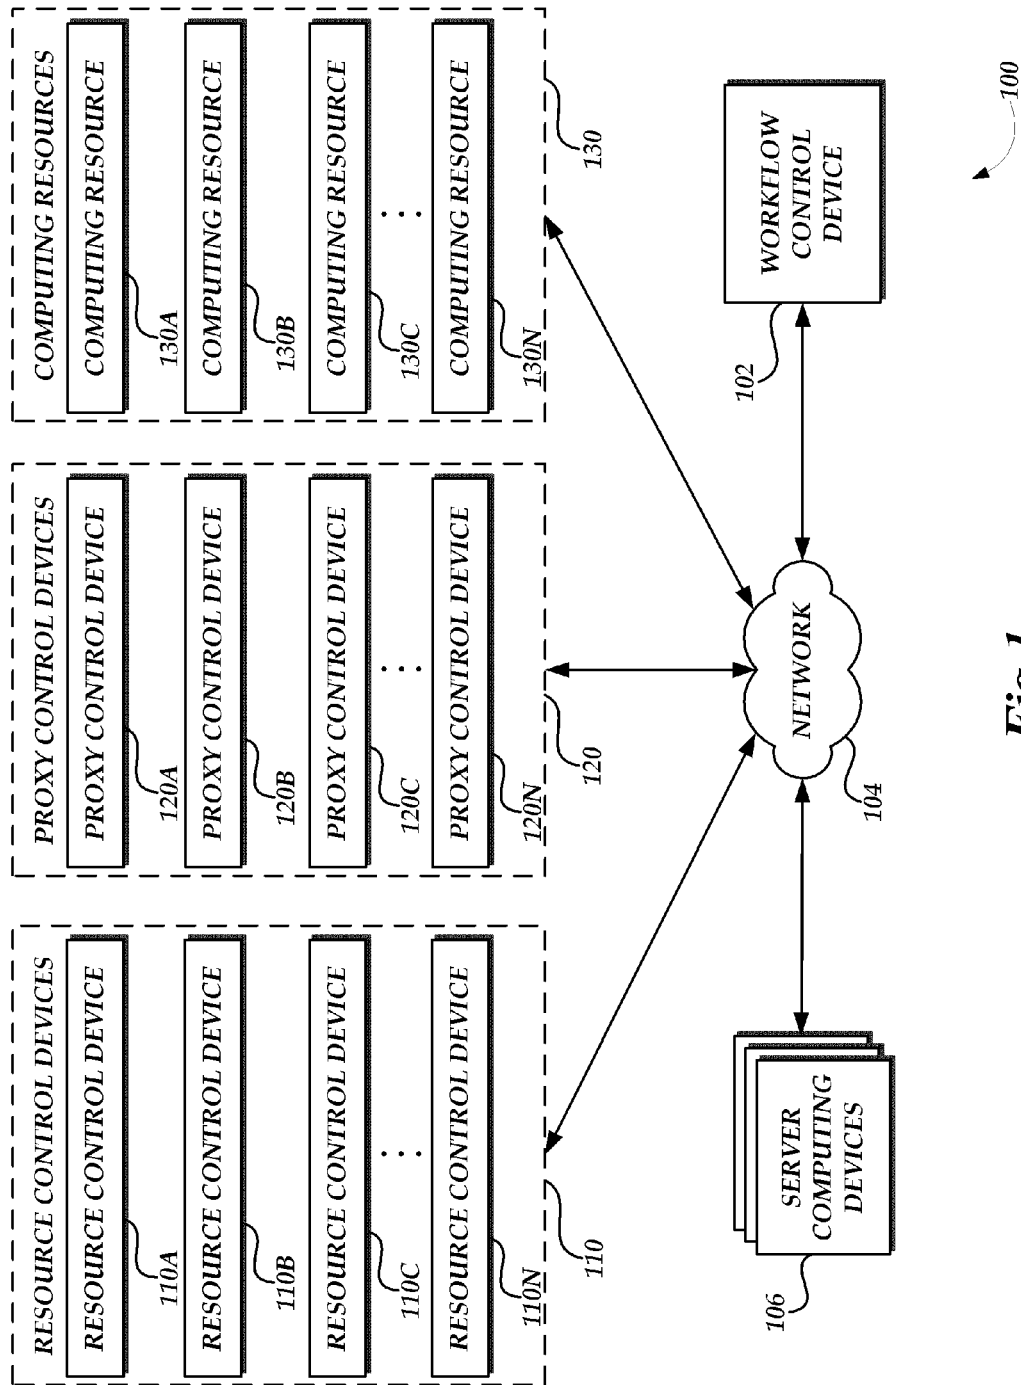 RESOURCE CONTROL DEVICES
RESOURCE CONTROL DEVICE
110A
RESOURCE CONTROL DEVICE
110B
RESOURCE CONTROL DEVICE
110C
...
RESOURCE CONTROL DEVICE
110N
110
PROXY CONTROL DEVICES
PROXY CONTROL DEVICE
120A
PROXY CONTROL DEVICE
120B
PROXY CONTROL DEVICE
120C
...
PROXY CONTROL DEVICE
120N
120
COMPUTING RESOURCES
COMPUTING RESOURCE
130A
COMPUTING RESOURCE
130B
COMPUTING RESOURCE
130C
...
COMPUTING RESOURCE
130N
130
SERVER
COMPUTING
DEVICES
106
NETWORK
104
WORKFLOW
CONTROL
DEVICE
102
100
Fig.1